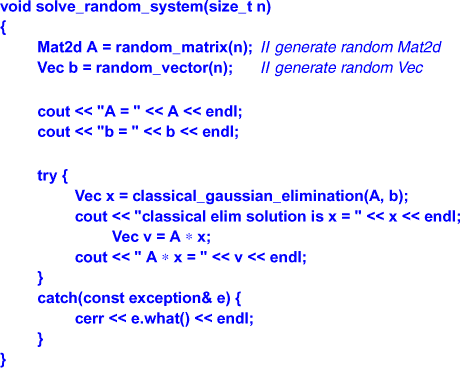 void solve_random_system(size_t n)
{
Mat2d A = random_matrix(n); // generate random Mat2d
Vec b = random_vector(n); // generate random Vec
cout << "A = " << A << endl;
cout << "b = " << b << endl;
try {
Vec x = classical_gaussian_elimination(A, b);
cout << "classical elim solution is x = " << x << endl;
Vec v = A * x;
cout << " A * x = " << v << endl;
}
catch(const exception& e) {
cerr << e.what() << endl;
}
}